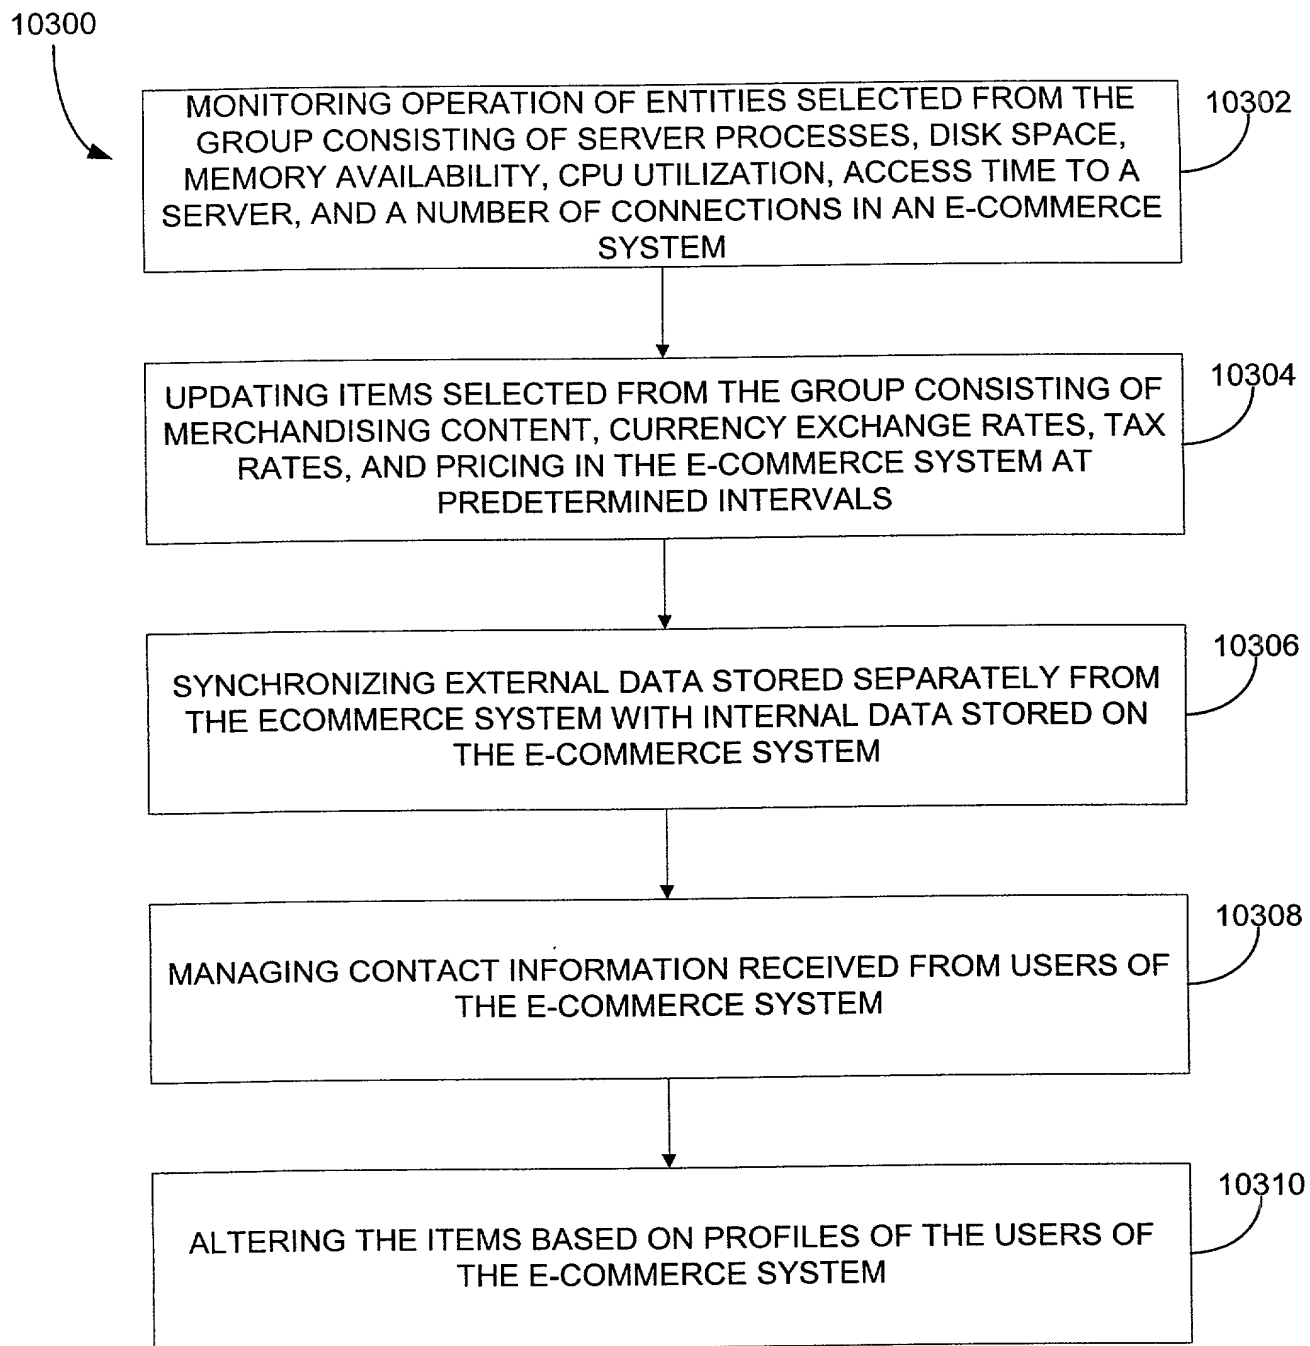 10300
MONITORING OPERATION OF ENTITIES SELECTED FROM THE
GROUP CONSISTING OF SERVER PROCESSES, DISK SPACE,
MEMORY AVAILABILITY, CPU UTILIZATION, ACCESS TIME TO A
SERVER, AND A NUMBER OF CONNECTIONS IN AN E-COMMERCE
SYSTEM
10302
UPDATING ITEMS SELECTED FROM THE GROUP CONSISTING OF
MERCHANDISING CONTENT, CURRENCY EXCHANGE RATES, TAX
RATES, AND PRICING IN THE E-COMMERCE SYSTEM AT
PREDETERMINED INTERVALS
10304
SYNCHRONIZING EXTERNAL DATA STORED SEPARATELY FROM
THE ECOMMERCE SYSTEM WITH INTERNAL DATA STORED ON
THE E-COMMERCE SYSTEM
10306
MANAGING CONTACT INFORMATION RECEIVED FROM USERS OF
THE E-COMMERCE SYSTEM
10308
ALTERING THE ITEMS BASED ON PROFILES OF THE USERS OF
THE E-COMMERCE SYSTEM
10310